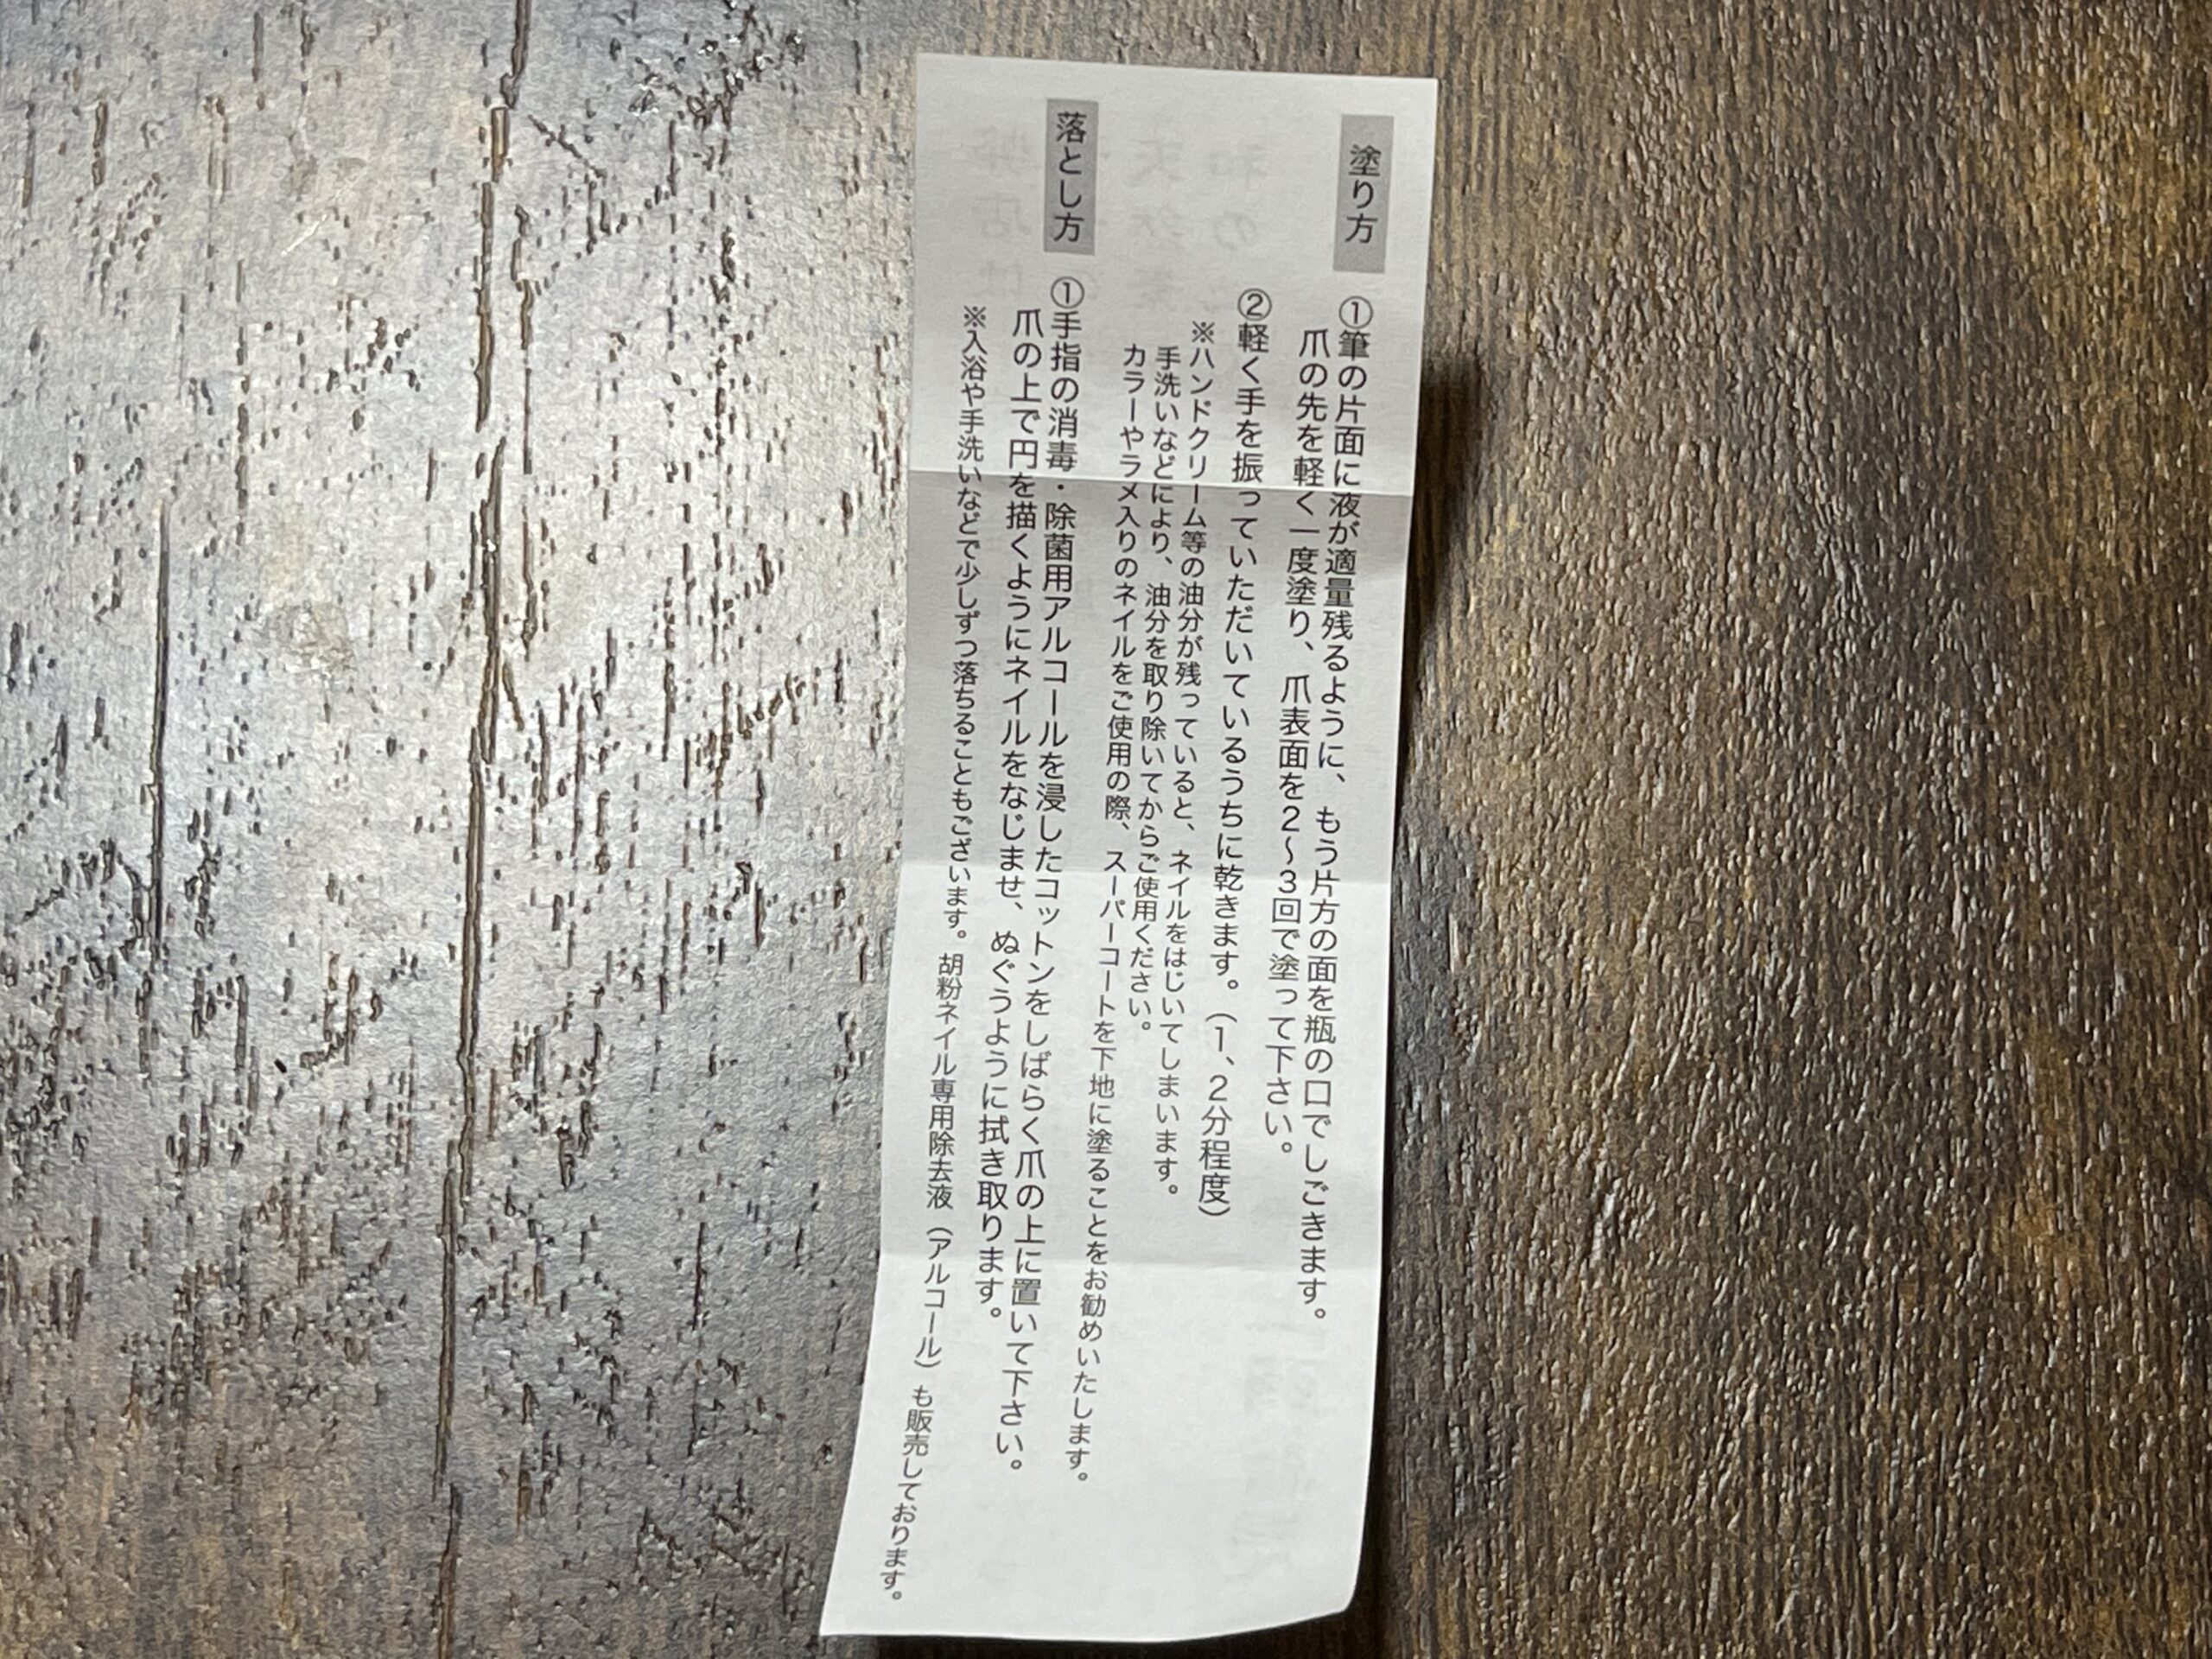 塗り方
①筆の片面に液が適量残るように、もう片方の面を瓶の口でしごきます。
爪の先を軽く一度塗り、爪表面を2〜3回で塗って下さい。
②軽く手を振っていただいているうちに乾きます。（1、2分程度）
※ハンドクリーム等の油分が残っていると、ネイルをはじいてしまいます。
手洗いなどにより、油分を取り除いてからご使用ください。
カラーやラメ入りのネイルをご使用の際、スーパーコートを下地に塗ることをお勧めいたします。
落とし方
①手指の消毒・除菌用アルコールを浸したコットンをしばらく爪の上に置いて下さい。
爪の上で円を描くようにネイルをなじませ、ぬぐうように拭き取ります。
※入浴や手洗いなどで少しずつ落ちることもございます。胡粉ネイル専用除去液（アルコール）も販売しております。